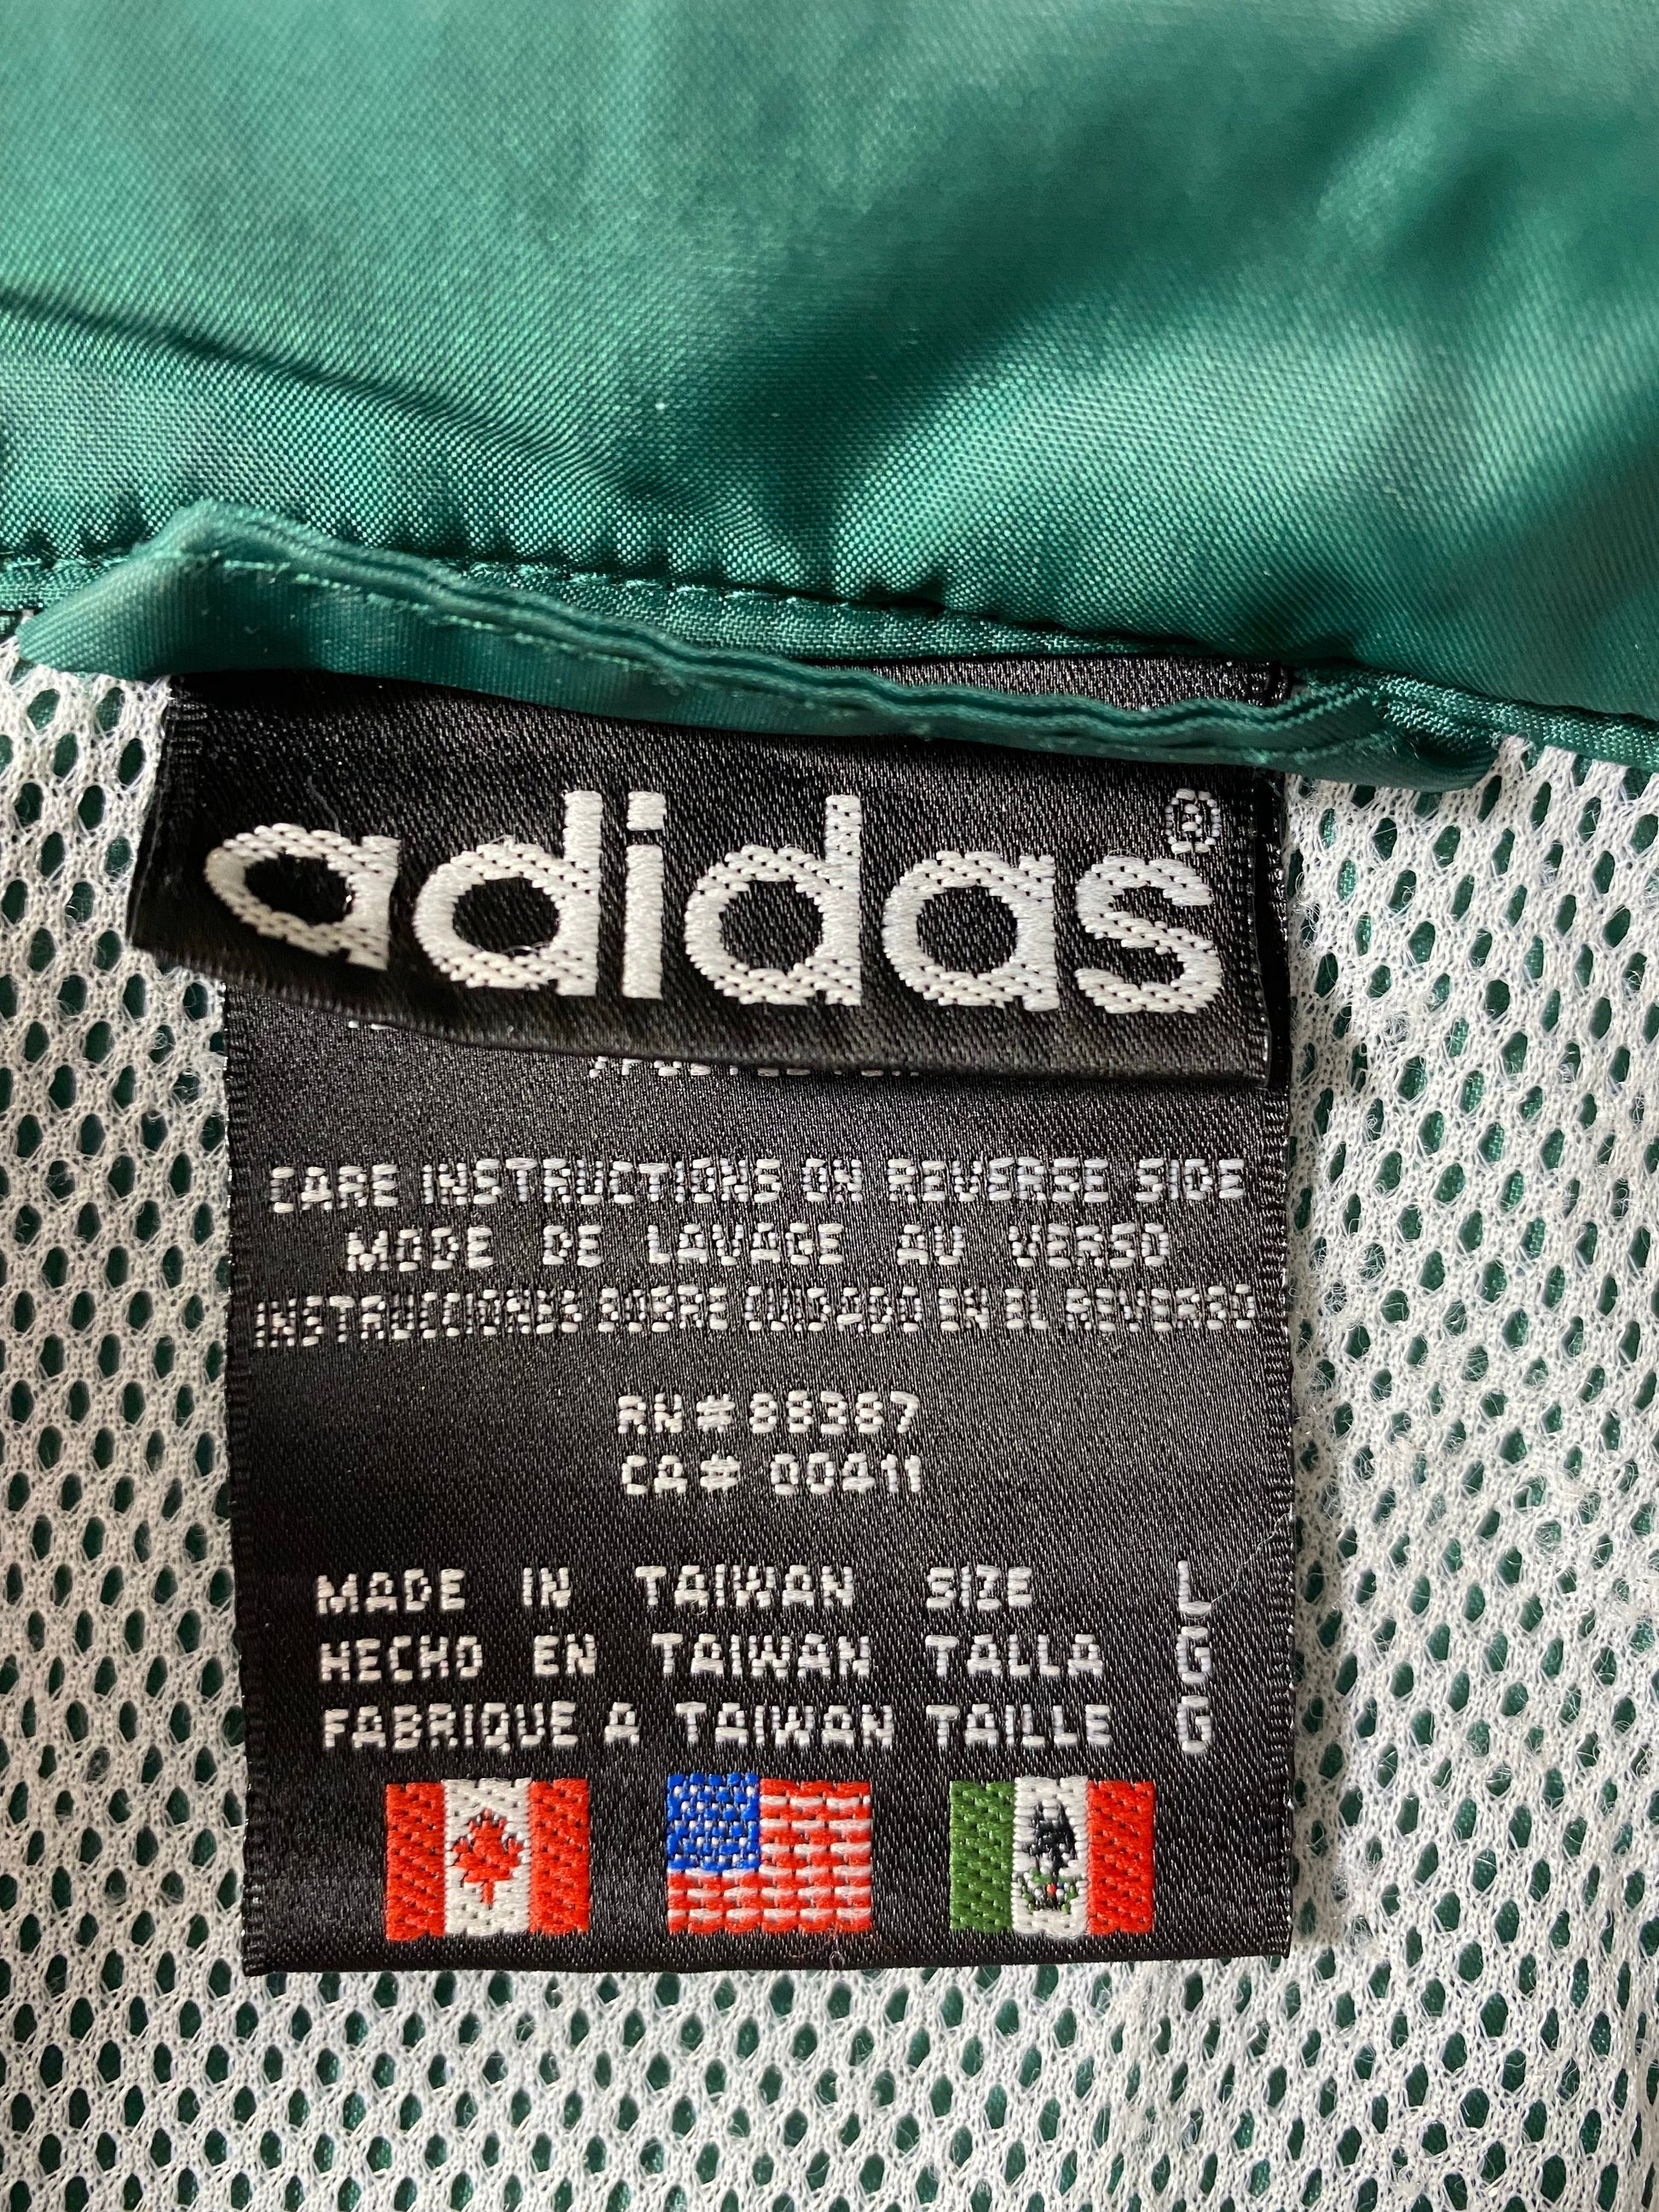 adidas®
CARE INSTRUCTIONS ON REVERSE SIDE
MODE DE LAVAGE AU VERSO
INSTRUCCIONES SOBRE CUIDADO EN EL REVERSO
RN# 88387
CA# 00411
MADE IN TAIWAN SIZE L
HECHO EN TAIWAN TALLA G
FABRIQUE A TAIWAN TAILLE G